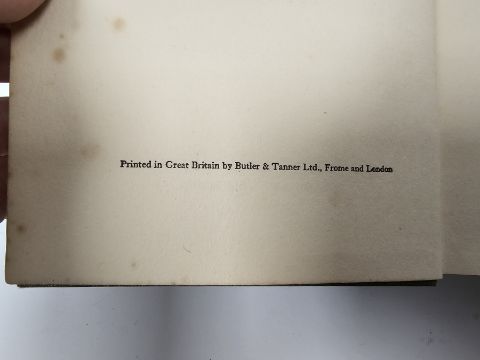 Printed in Great Britain by Butler & Tanner Ltd., Frome and London